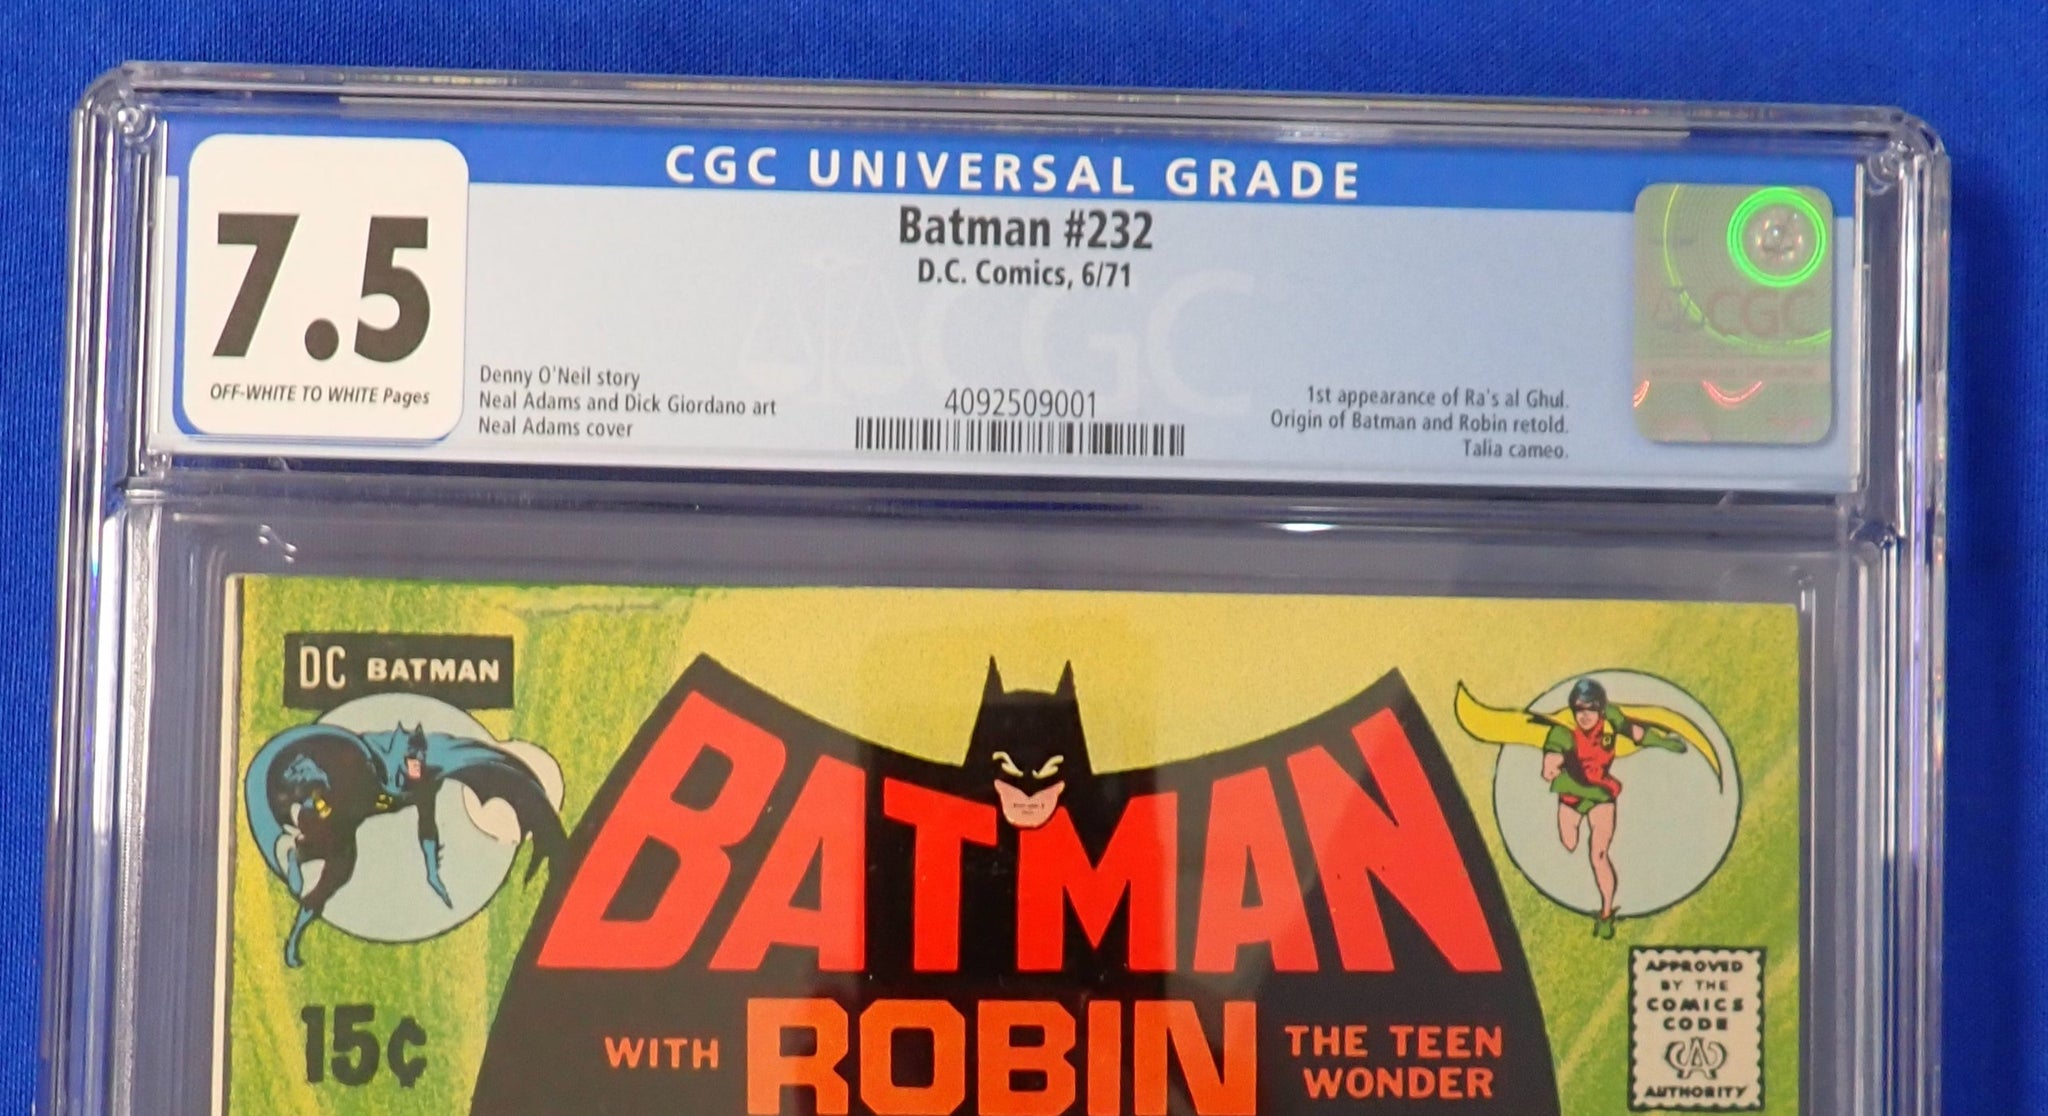 CGC UNIVERSAL GRADE
7.5
OFF-WHITE TO WHITE Pages
Batman #232
D.C. Comics, 6/71
Denny O'Neil story
Neal Adams and Dick Giordano art
Neal Adams cover
4092509001
1st appearance of Ra's al Ghul.
Origin of Batman and Robin retold.
Talia cameo.
CGC
CGC
DC BATMAN
BATMAN
15¢
WITH ROBIN THE TEEN
WONDER
APPROVED
BY THE
COMICS
CODE
CA
AUTHORITY